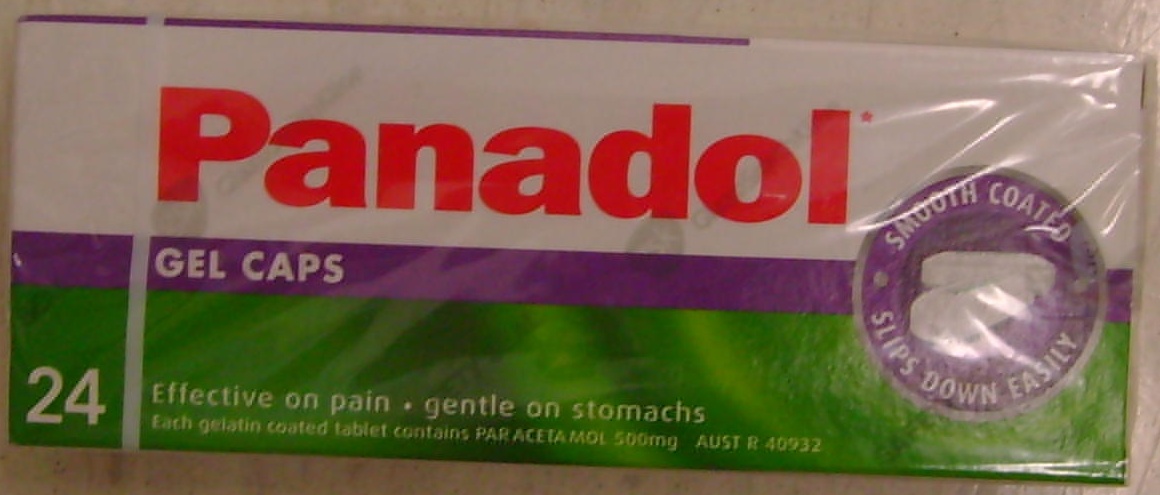 Panadol*
GEL CAPS
SMOOTH COATED
SLIPS DOWN EASILY
24
Effective on pain • gentle on stomachs
Each gelatin coated tablet contains PARACETAMOL 500mg AUST R 40932